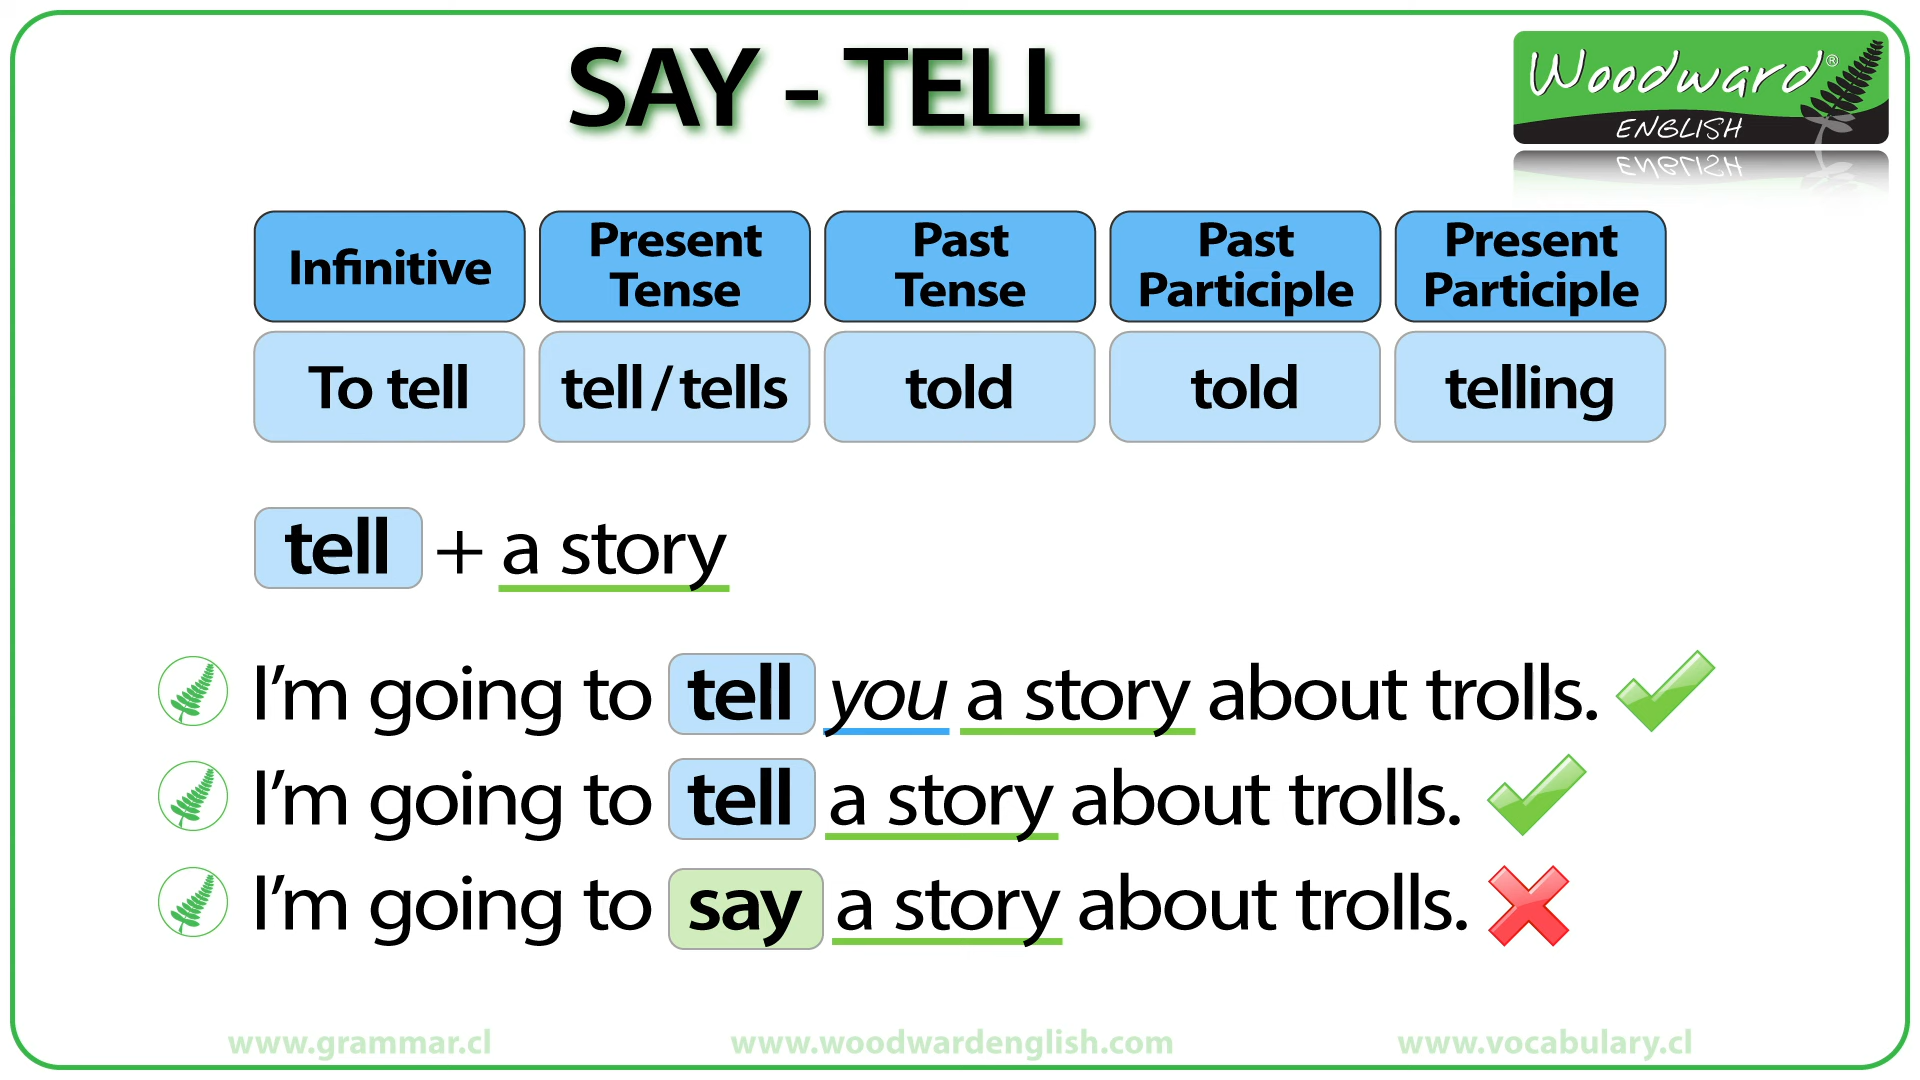 SAY - TELL
Woodward®
ENGLISH
Infinitive
Present Tense
Past Tense
Past Participle
Present Participle
To tell
tell / tells
told
told
telling
tell + a story
I'm going to tell you a story about trolls.
I'm going to tell a story about trolls.
I'm going to say a story about trolls.
www.grammar.cl
www.woodwardenglish.com
www.vocabulary.cl